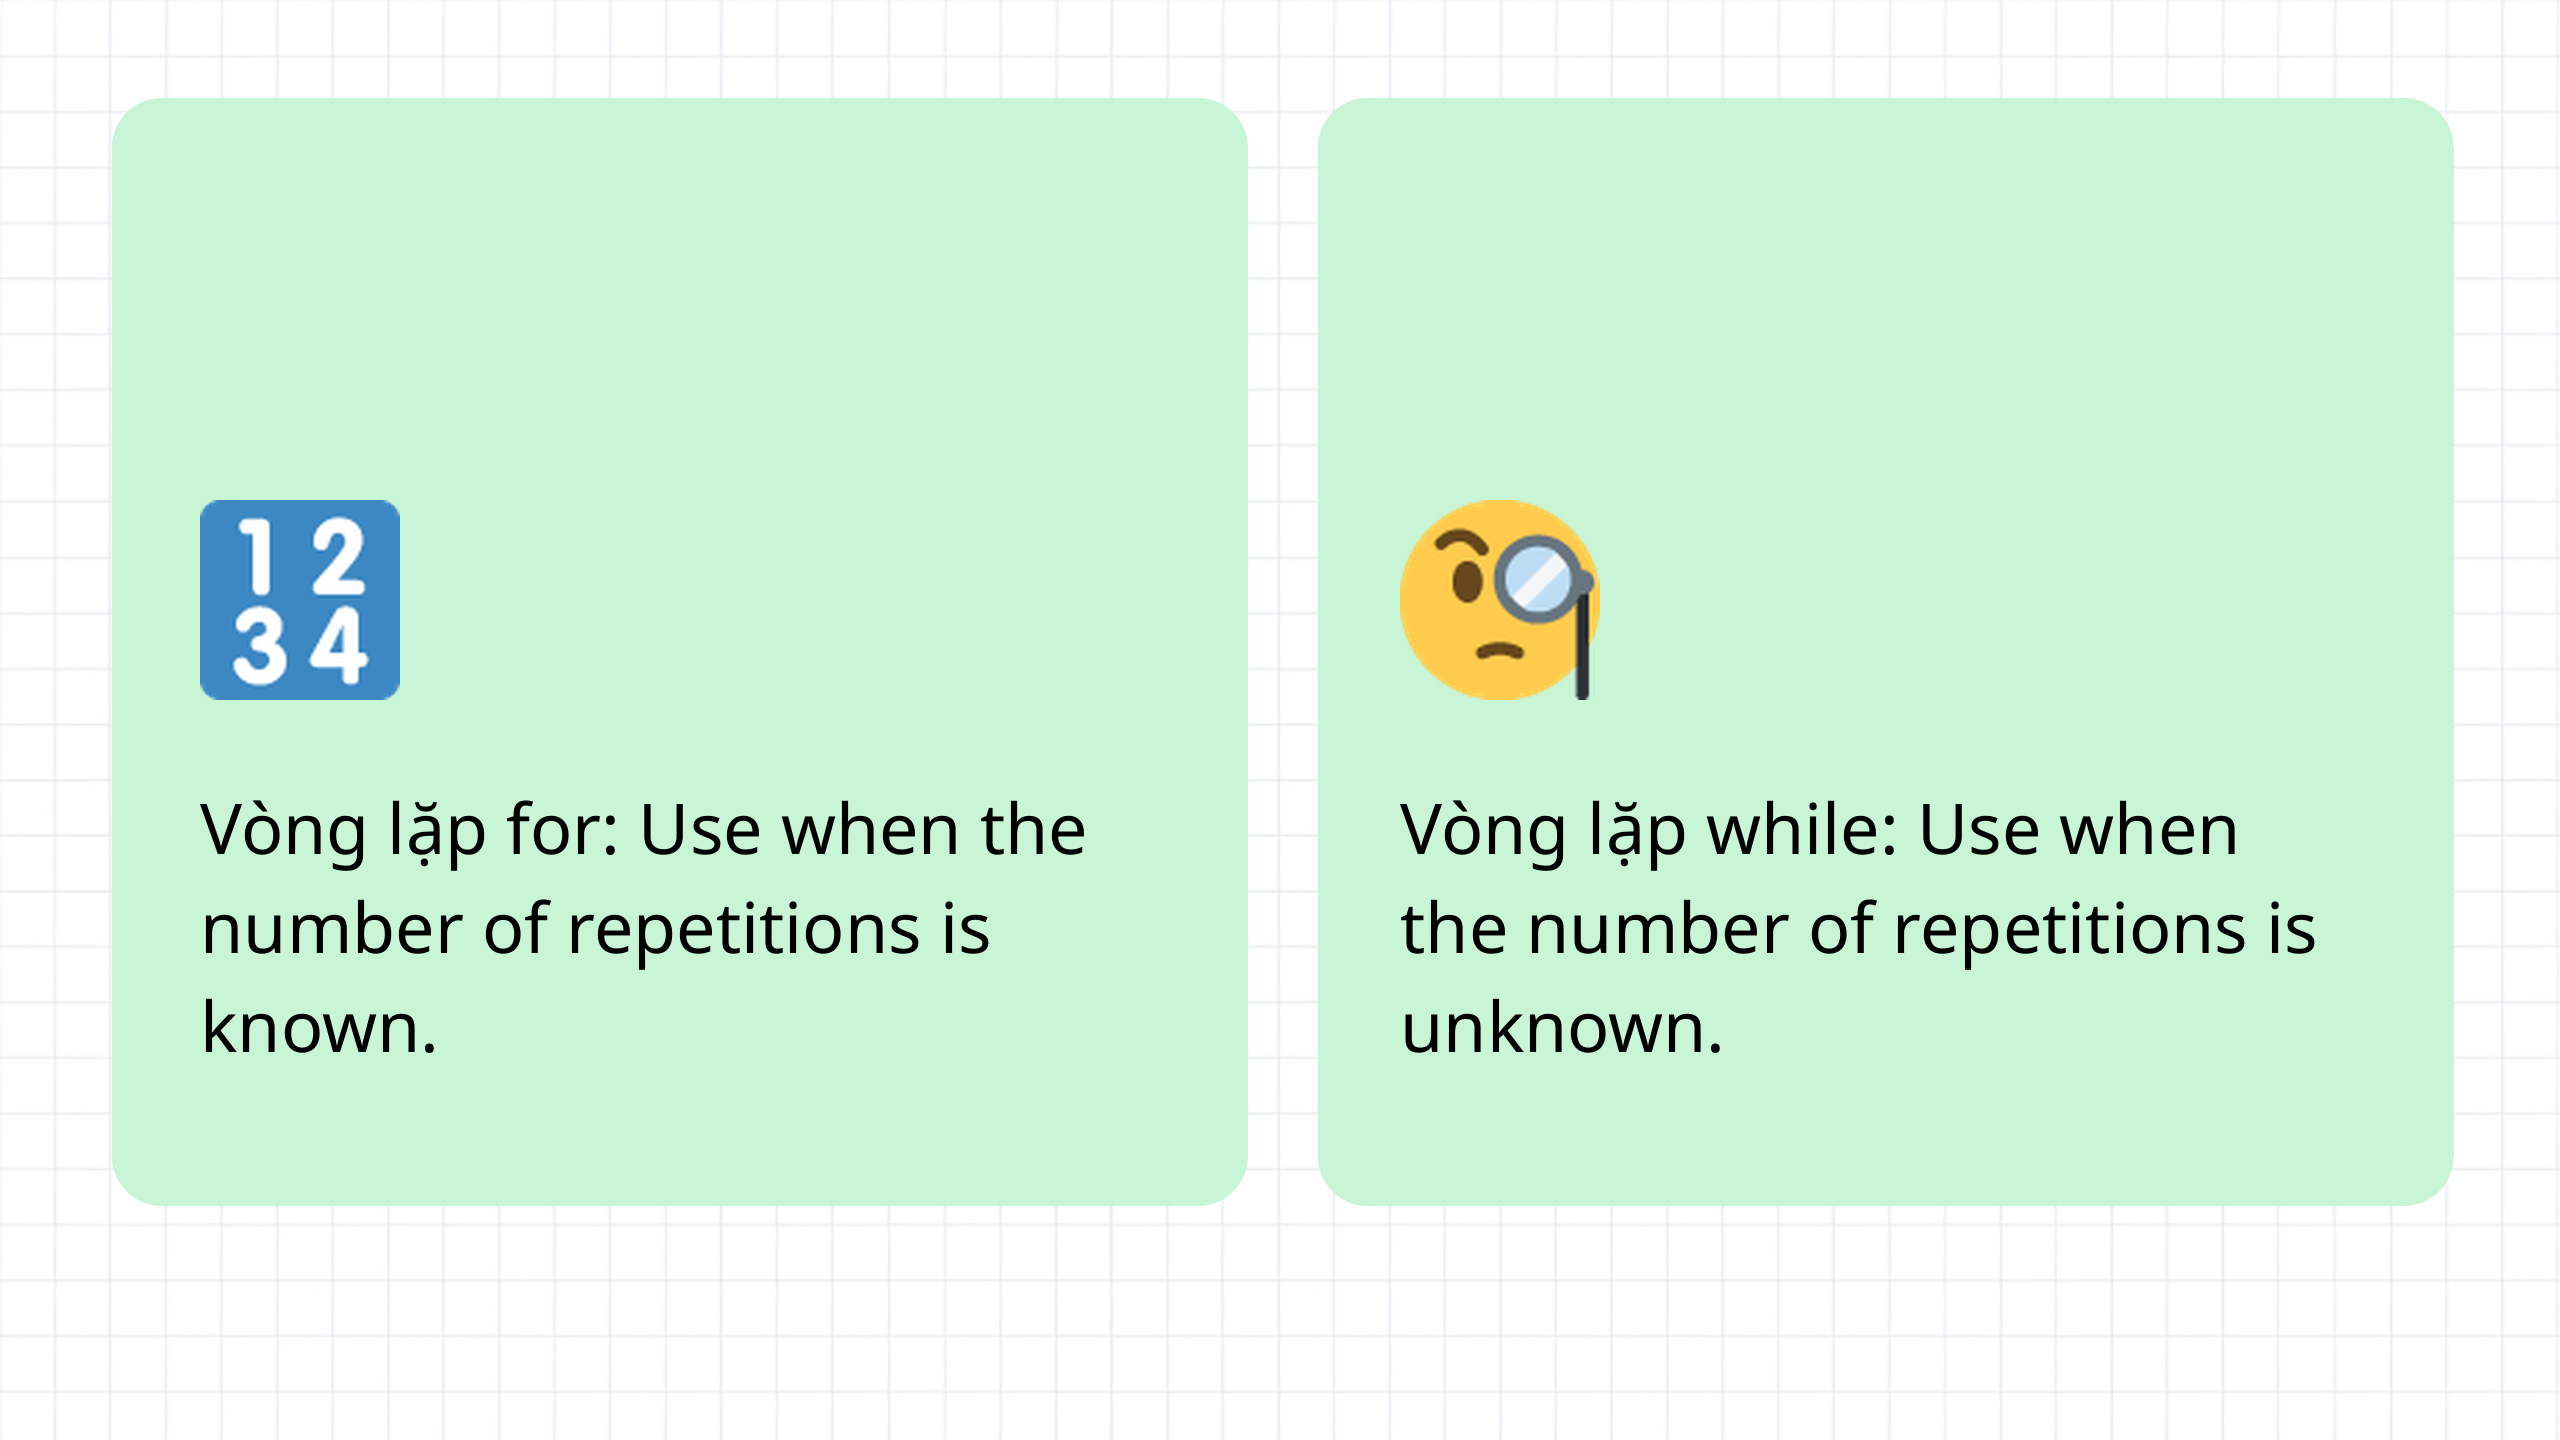 1 2
3 4
Vòng lặp for: Use when the
number of repetitions is
known.
Vòng lặp while: Use when
the number of repetitions is
unknown.